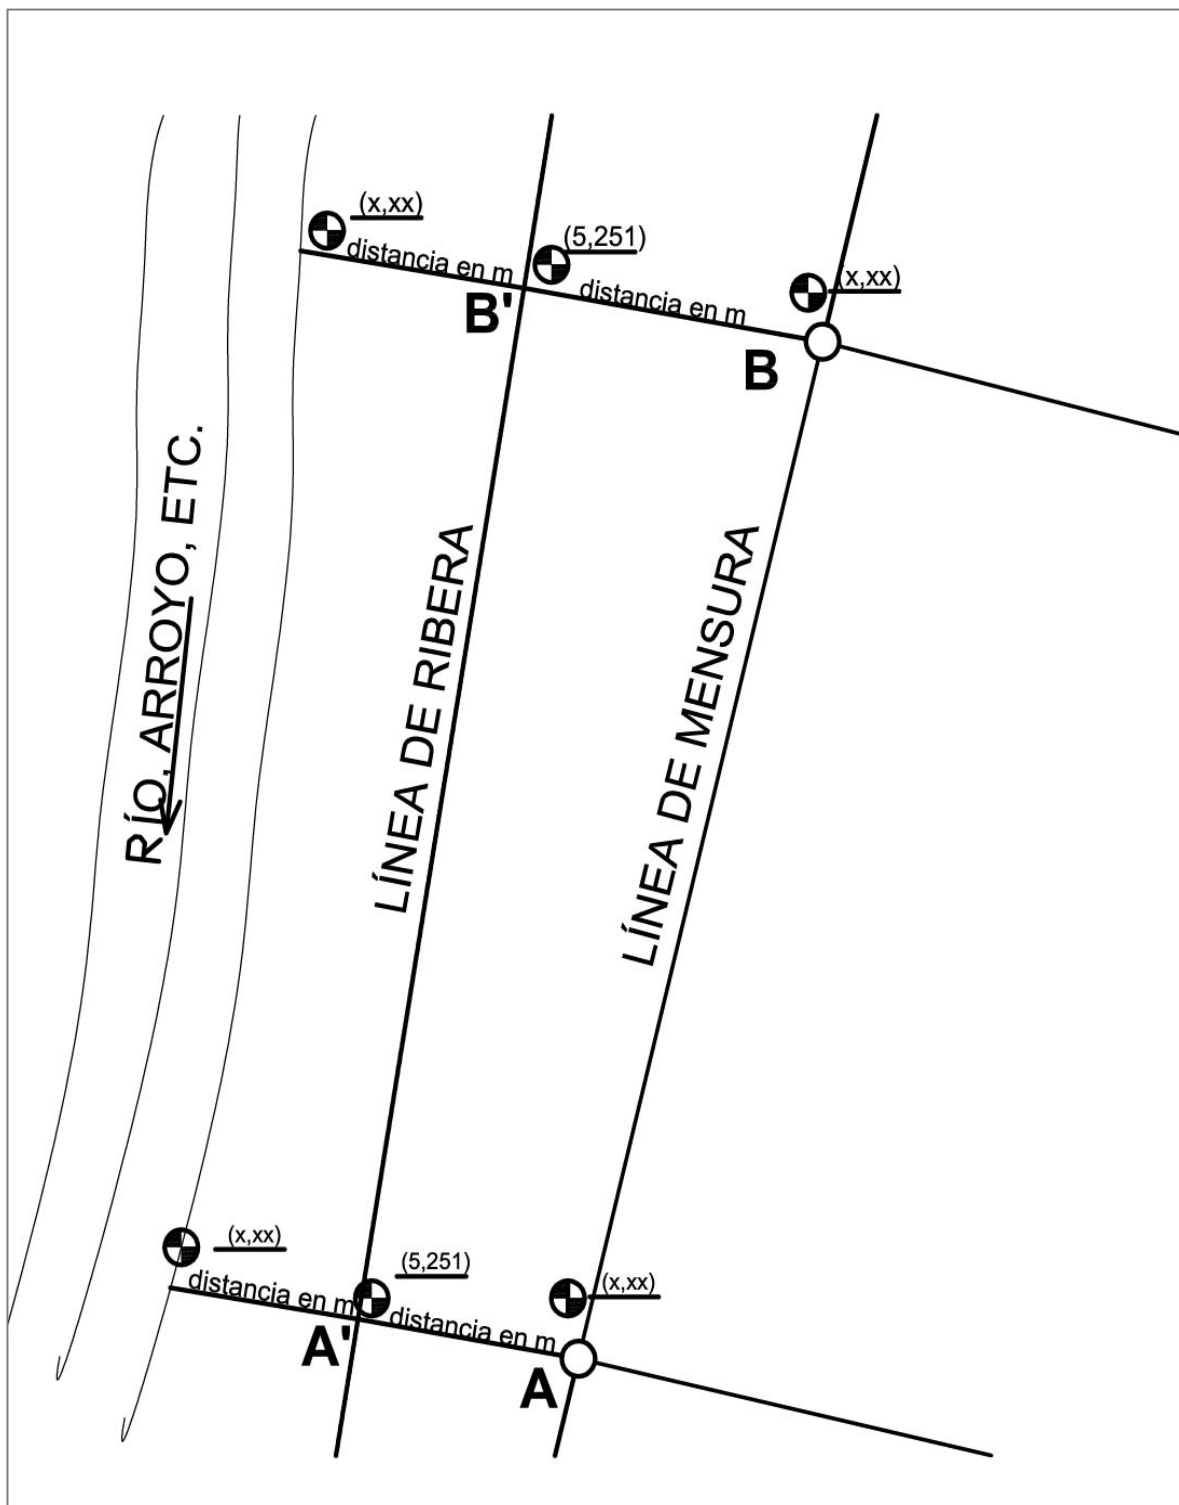 (x,xx)
distancia en m
(5,251)
distancia en m
(x,xx)
B'
B
RÍO, ARROYO, ETC.
LÍNEA DE RIBERA
LÍNEA DE MENSURA
(x,xx)
distancia en m
(5,251)
distancia en m
(x,xx)
A'
A